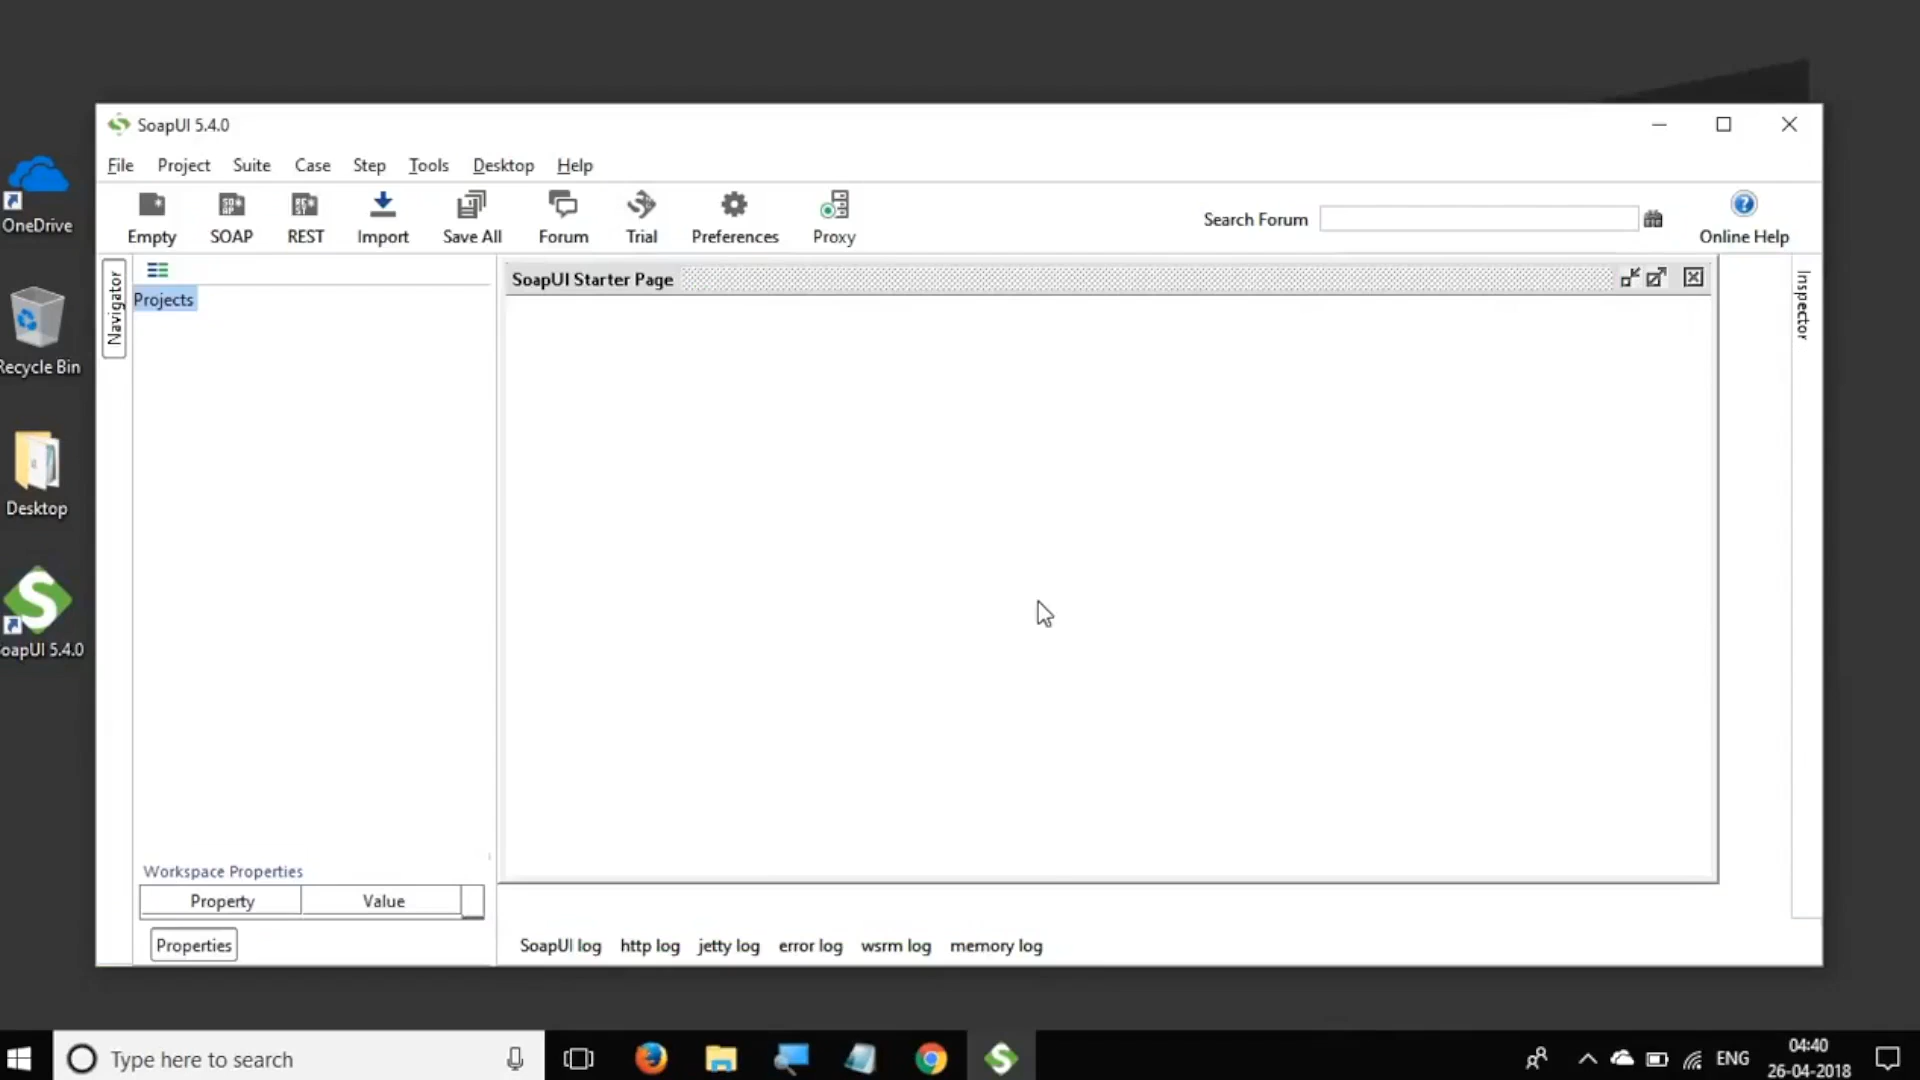 SoapUI 5.4.0
File Project Suite Case Step Tools Desktop Help
Empty SOAP REST Import Save All Forum Trial Preferences Proxy
Search Forum
Online Help
OneDrive
Recycle Bin
Desktop
oapUI 5.4.0
Navigator
Projects
SoapUI Starter Page
Inspector
Workspace Properties
Property Value
Properties
SoapUI log http log jetty log error log wsrm log memory log
Type here to search
ENG
04:40
26-04-2018